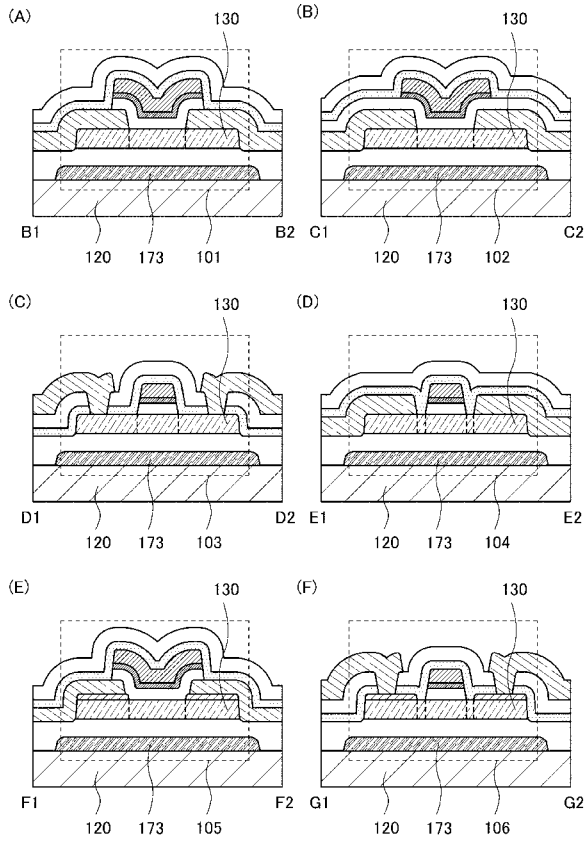 (A) (B)
130 130
B1 B2 C1 C2
120 173 101 120 173 102
(C) (D)
130 130
D1 D2 E1 E2
120 173 103 120 173 104
(E) (F)
130 130
F1 F2 G1 G2
120 173 105 120 173 106